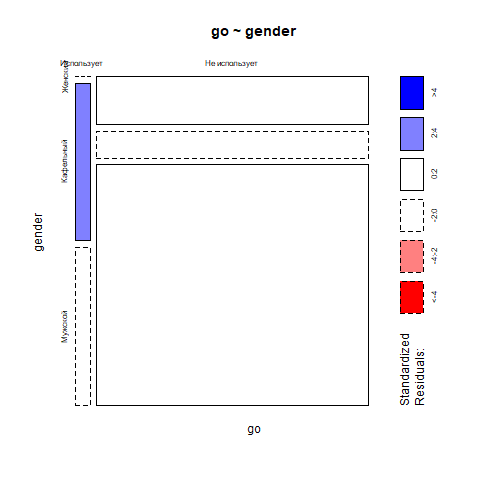 go ~ gender
Использует
Не использует
Женский
Кафельный
Мужской
gender
go
>4
2:4
0:2
-2:0
-4:-2
<-4
Standardized
Residuals: